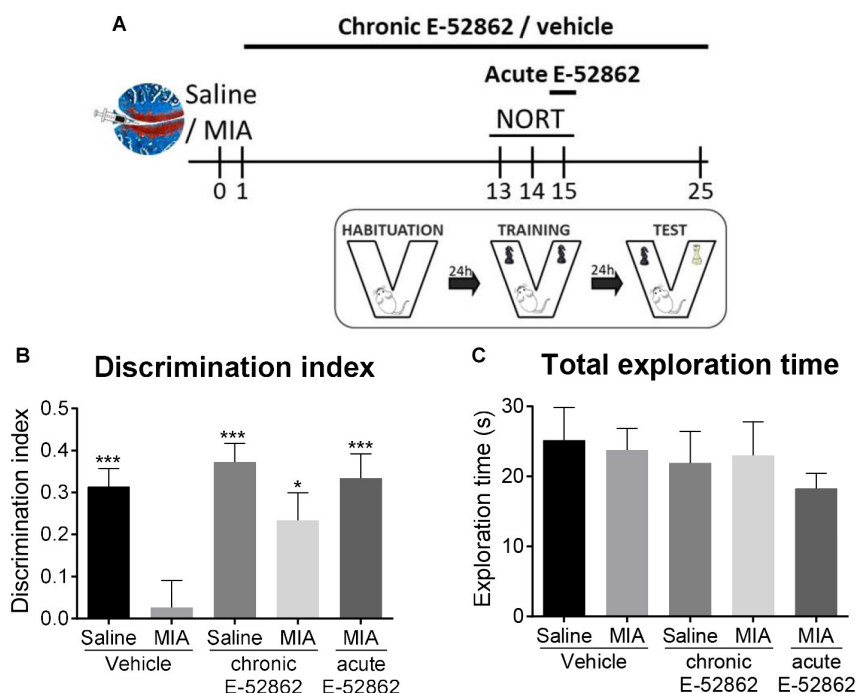 A
Chronic E-52862 / vehicle
Acute E-52862
Saline
/ MIA
NORT
0 1 13 14 15 25
HABITUATION TRAINING TEST
24h 24h
B
Discrimination index
Discrimination index
0.5
0.4
0.3
0.2
0.1
0.0
*** *** * ***
Saline MIA Saline MIA MIA
Vehicle chronic acute
E-52862 E-52862
C
Total exploration time
Exploration time (s)
30
20
10
0
Saline MIA Saline MIA MIA
Vehicle chronic acute
E-52862 E-52862